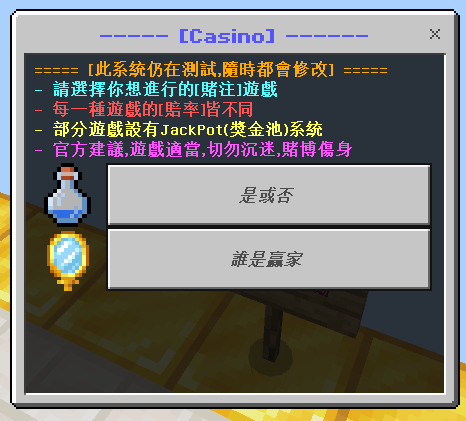 ----- [Casino] ------
===== [此系統仍在測試,隨時都會修改] =====
- 請選擇你想進行的[賭注]遊戲
- 每一種遊戲的[賠率]皆不同
- 部分遊戲設有JackPot(獎金池)系統
- 官方建議,遊戲適當,切勿沉迷,賭博傷身
是或否
誰是贏家